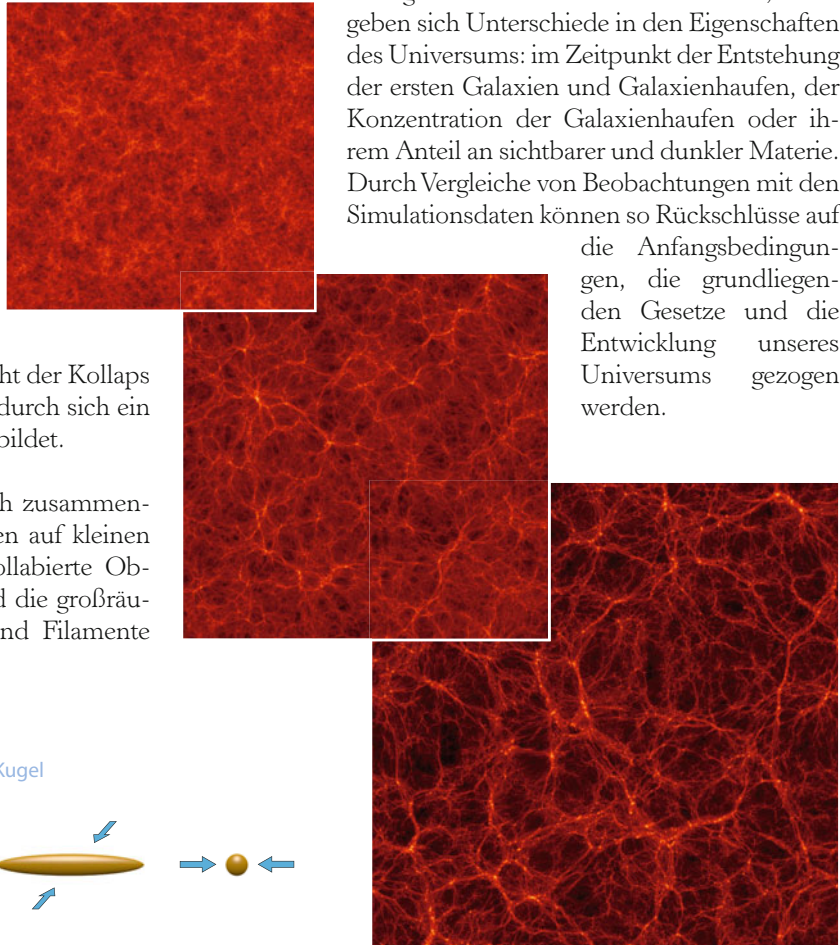 geben sich Unterschiede in den Eigenschaften
des Universums: im Zeitpunkt der Entstehung
der ersten Galaxien und Galaxienhaufen, der
Konzentration der Galaxienhaufen oder ih-
rem Anteil an sichtbarer und dunkler Materie.
Durch Vergleiche von Beobachtungen mit den
Simulationsdaten können so Rückschlüsse auf
die Anfangsbedingun-
gen, die grundliegen-
den Gesetze und die
Entwicklung unseres
Universums gezogen
werden.
ht der Kollaps
durch sich ein
bildet.
h zusammen-
en auf kleinen
ollabierte Ob-
d die großräu-
nd Filamente
Kugel